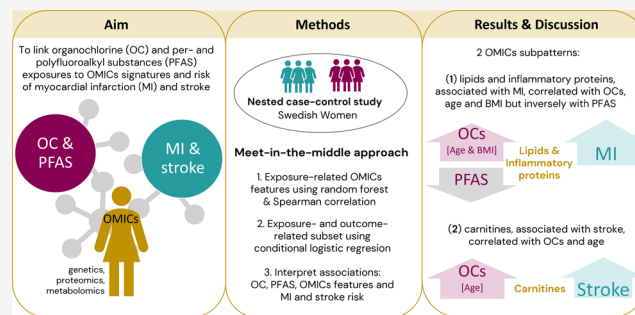 Aim
To link organochlorine (OC) and per- and
polyfluoroalkyl substances (PFAS)
exposures to OMICs signatures and risk
of myocardial infarction (MI) and stroke
OC &
PFAS
MI &
stroke
OMICs
genetics,
proteomics,
metabolomics
Methods
Nested case-control study
Swedish Women
Meet-in-the-middle approach
1. Exposure-related OMICs
features using random forest
& Spearman correlation
2. Exposure- and outcome-
related subset using
conditional logistic regresion
3. Interpret associations:
OC, PFAS, OMICs features and
MI and stroke risk
Results & Discussion
2 OMICs subpatterns:
(1) lipids and inflammatory proteins,
associated with MI, correlated with OCs,
age and BMI but inversely with PFAS
OCs
[Age & BMI]
PFAS
Lipids &
Inflammatory
proteins
MI
(2) carnitines, associated with stroke,
correlated with OCs and age
OCs
[Age]
Carnitines
Stroke